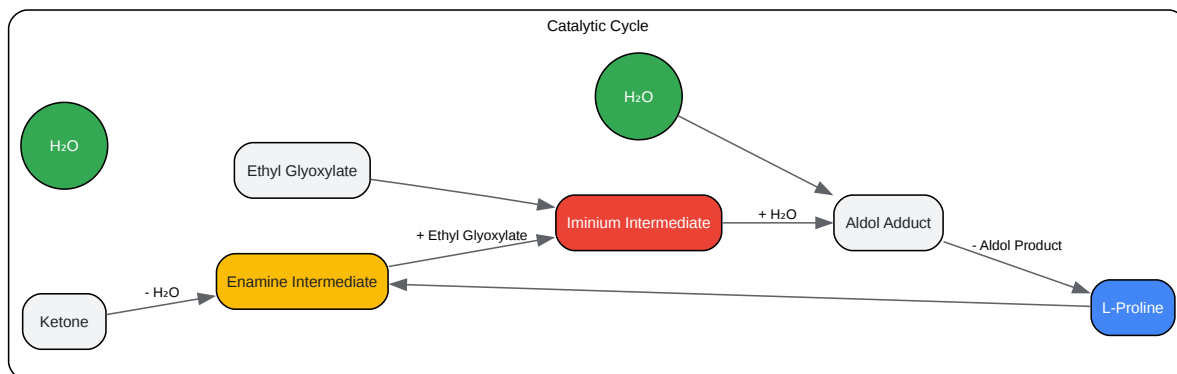 Catalytic Cycle
H₂O
H₂O
Ethyl Glyoxylate
Iminium Intermediate
+ H₂O
Aldol Adduct
+ Ethyl Glyoxylate
- Aldol Product
Enamine Intermediate
- H₂O
L-Proline
Ketone